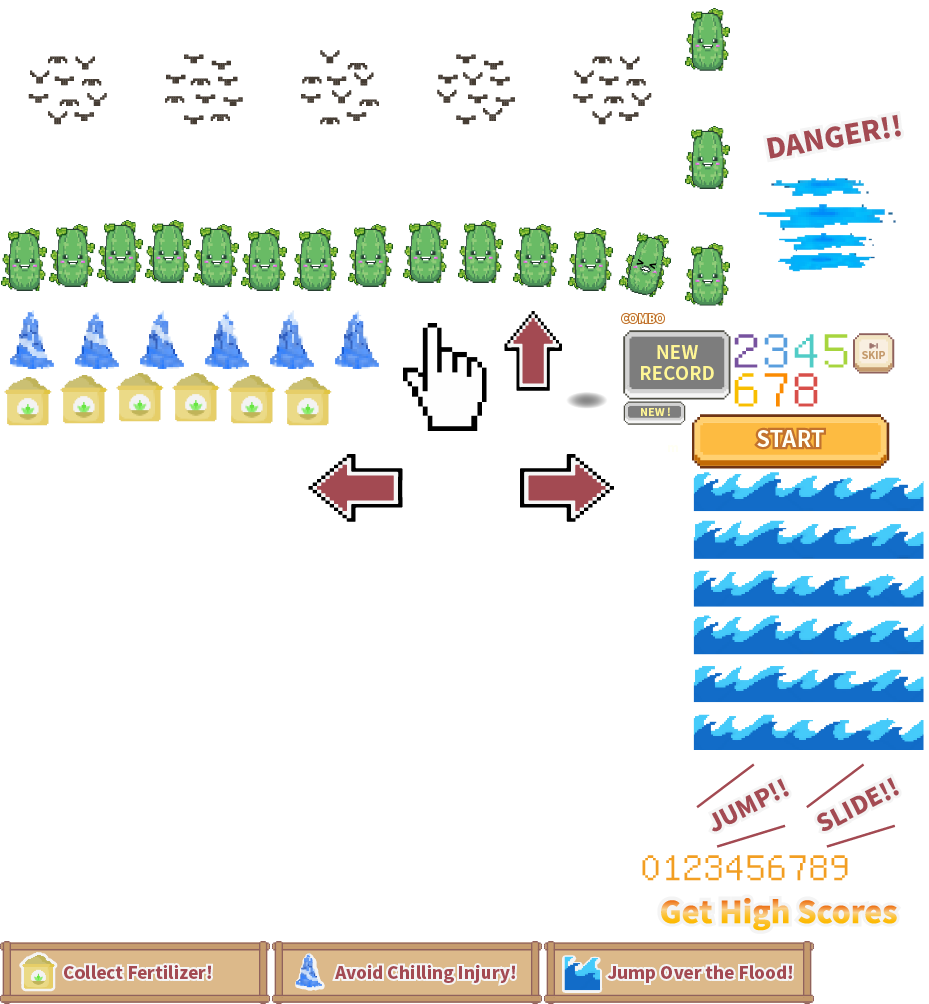 DANGER!!
COMBO
NEW
RECORD
2345
SKIP
678
NEW!
START
JUMP!!
SLIDE!!
0123456789
Get High Scores
Collect Fertilizer!
Avoid Chilling Injury!
Jump Over the Flood!